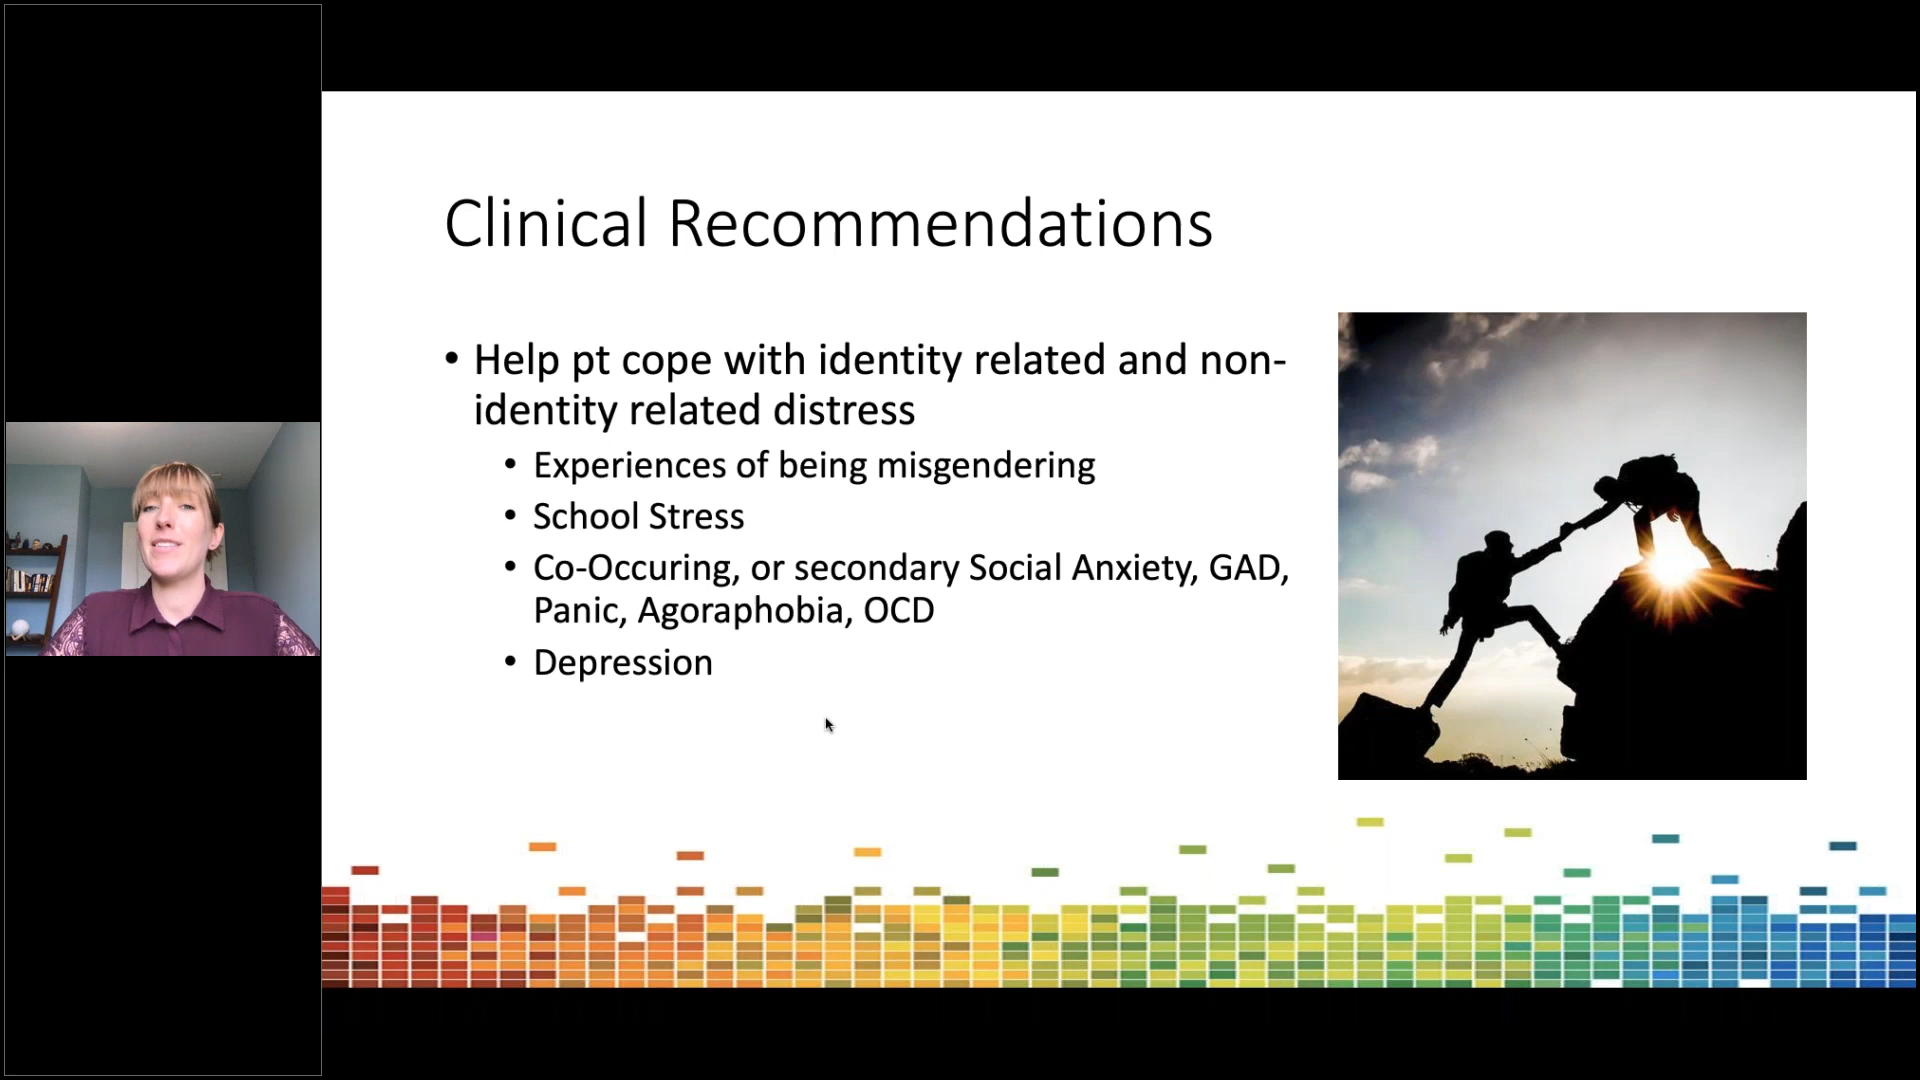 Clinical Recommendations
• Help pt cope with identity related and non-
identity related distress
• Experiences of being misgendering
• School Stress
• Co-Occuring, or secondary Social Anxiety, GAD,
Panic, Agoraphobia, OCD
• Depression